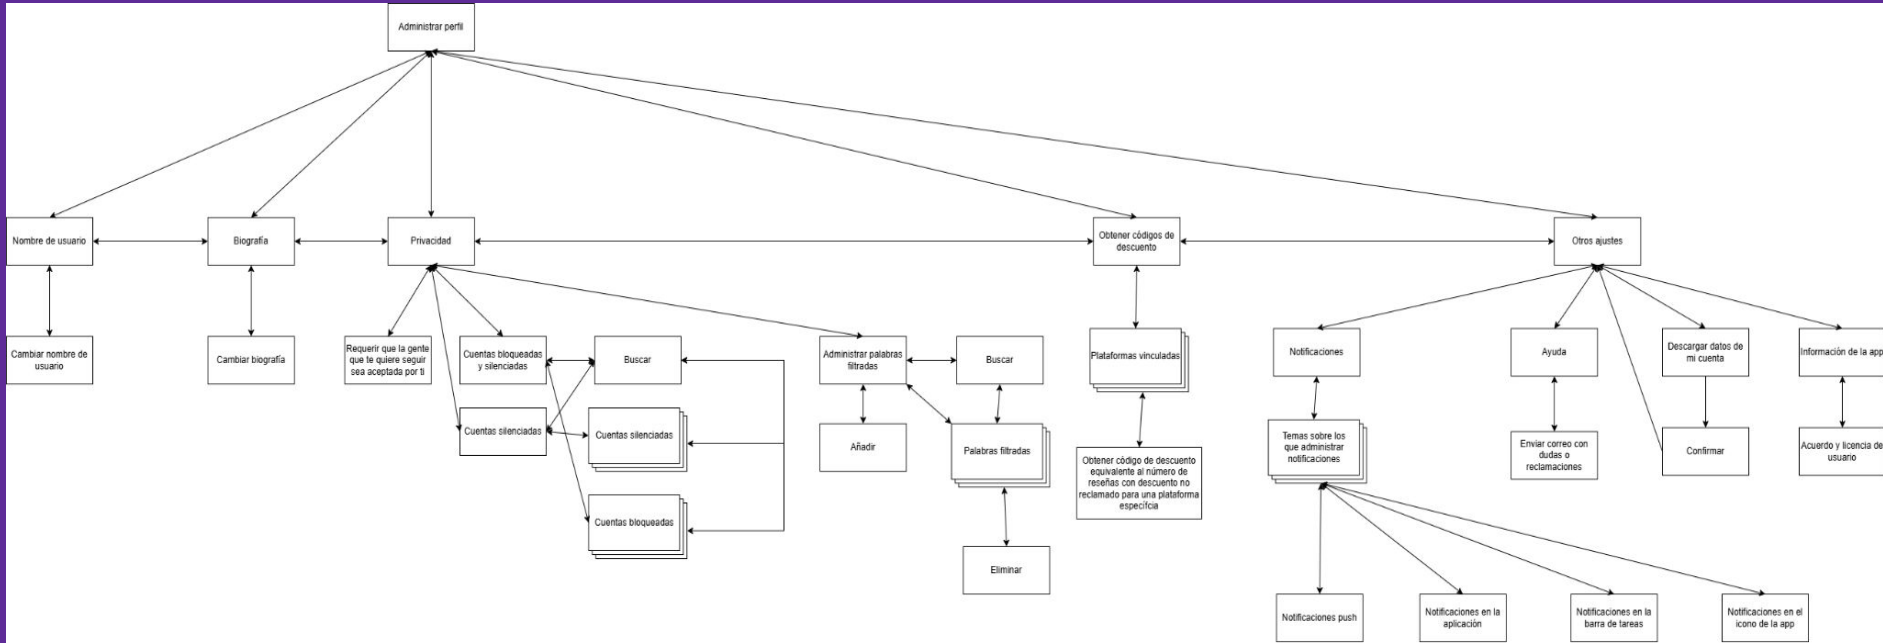 Administrar perfil
Nombre de usuario
Biografía
Privacidad
Obtener códigos de
descuento
Otros ajustes
Cambiar nombre de
usuario
Cambiar biografía
Requerir que la gente
que te quiere seguir
sea aceptada por ti
Cuentas bloqueadas
y silenciadas
Buscar
Administrar palabras
filtradas
Buscar
Plataformas vinculadas
Notificaciones
Ayuda
Descargar datos de
mi cuenta
Información de la app
Cuentas silenciadas
Cuentas silenciadas
Añadir
Palabras filtradas
Obtener código de descuento
equivalente al número de
reseñas con descuento no
reclamado para una plataforma
especifcia
Temas sobre los
que administrar
notificaciones
Enviar correo con
dudas o
reclamaciones
Confirmar
Acuerdo y licencia de
usuario
Cuentas bloqueadas
Eliminar
Notificaciones push
Notificaciones en la
aplicación
Notificaciones en la
barra de tareas
Notificaciones en el
icono de la app